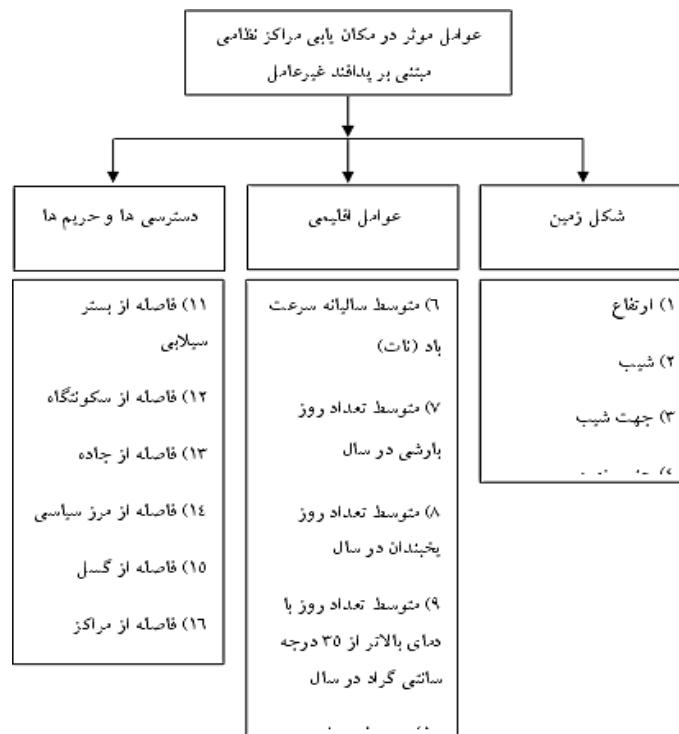 عوامل موثر در مکان یابی مراکز نظامی
مبتنی بر پدافند غیرعامل
شکل زمین
۱) ارتفاع
۲) شیب
۳) جهت شیب
عوامل اقلیمی
۶) متوسط سالیانه سرعت
باد (نات)
۷) متوسط تعداد روز
بارشی در سال
۸) متوسط تعداد روز
یخبندان در سال
۹) متوسط تعداد روز با
دمای بالاتر از ۳۵ درجه
سانتی گراد در سال
دسترسی ها و حریم ها
۱۱) فاصله از بستر
سیلابی
۱۲) فاصله از سکونتگاه
۱۳) فاصله از جاده
۱٤) فاصله از مرز سیاسی
۱۵) فاصله از گسل
۱٦) فاصله از مراکز